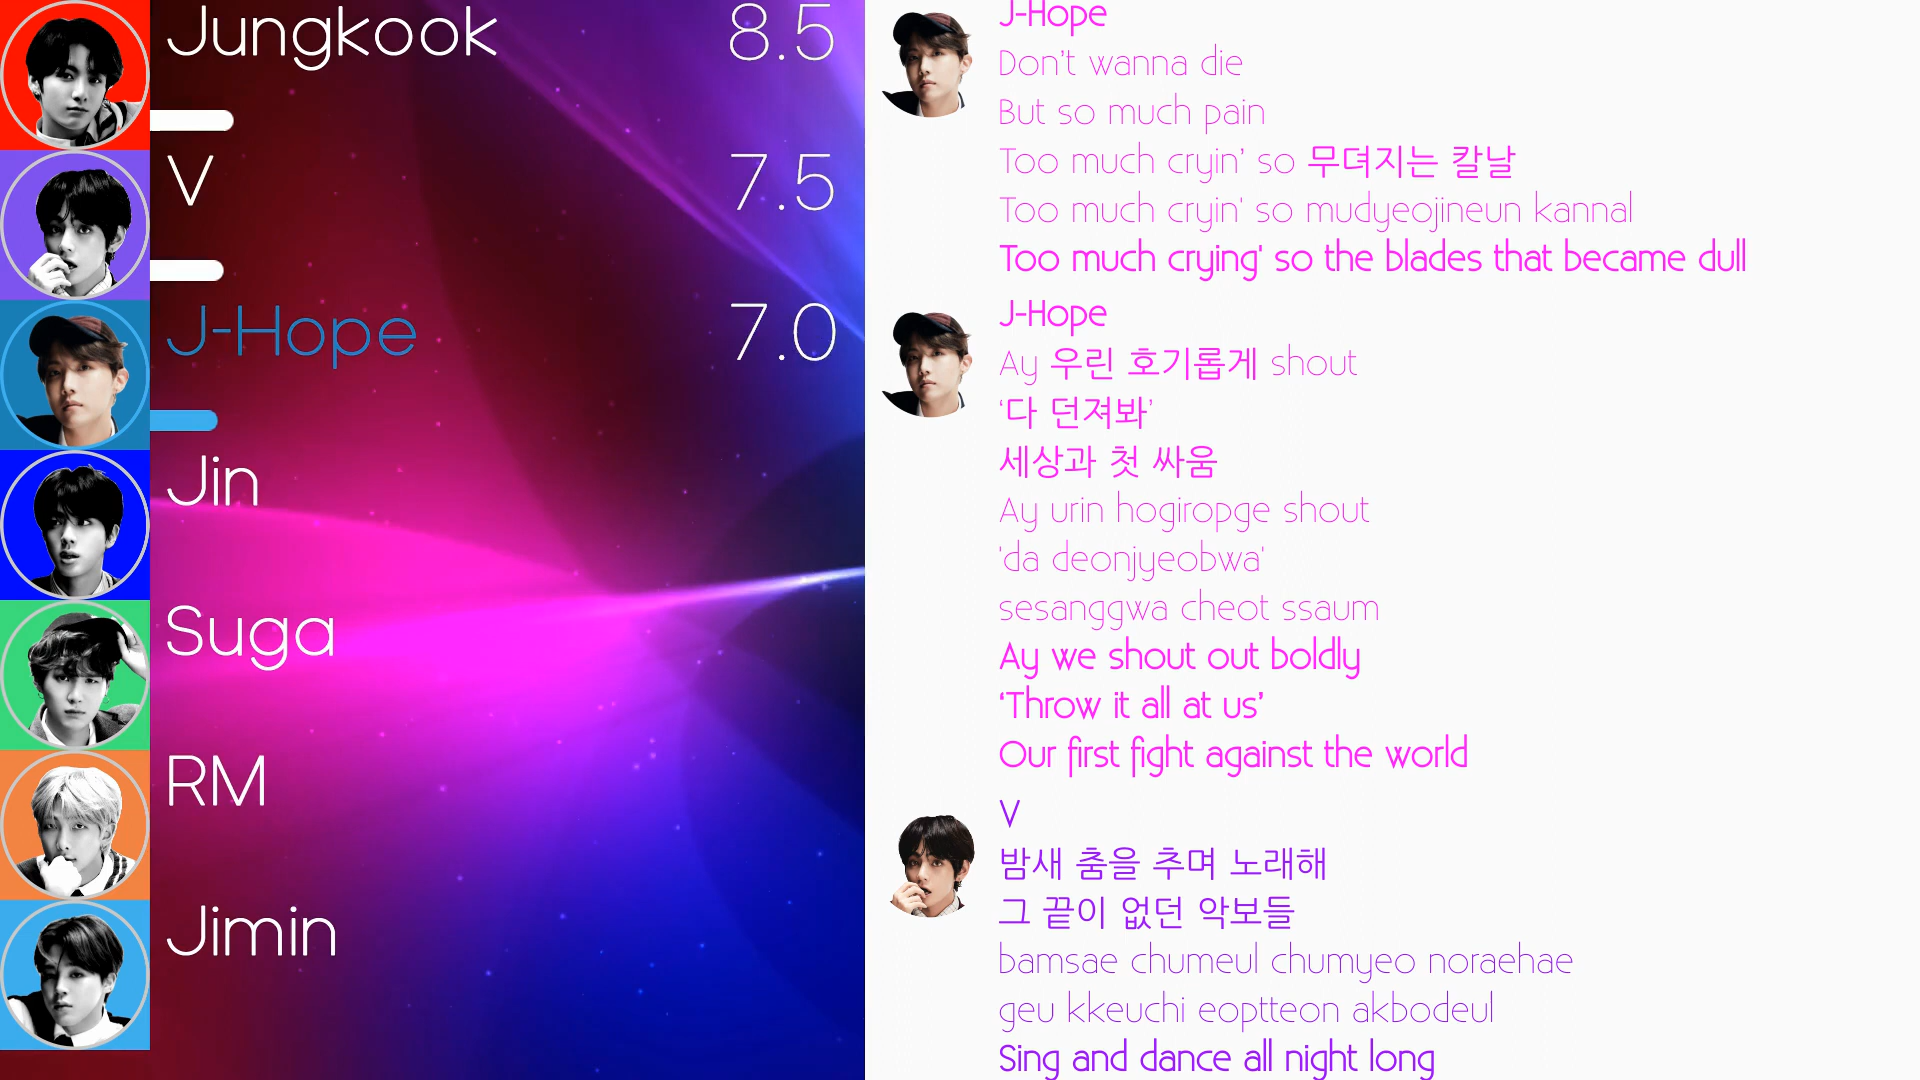 Jungkook 8.5
V 7.5
J-Hope 7.0
Jin
Suga
RM
Jimin
J-Hope
Don't wanna die
But so much pain
Too much cryin' so 무뎌지는 칼날
Too much cryin' so mudyeojineun kannal
Too much crying' so the blades that became dull
J-Hope
Ay 우린 호기롭게 shout
‘다 던져봐’
세상과 첫 싸움
Ay urin hogiropge shout
'da deonjyeobwa'
sesanggwa cheot ssaum
Ay we shout out boldly
‘Throw it all at us’
Our first fight against the world
V
밤새 춤을 추며 노래해
그 끝이 없던 악보들
bamsae chumeul chumyeo noraehae
geu kkeuchi eoptteon akbodeul
Sing and dance all night long